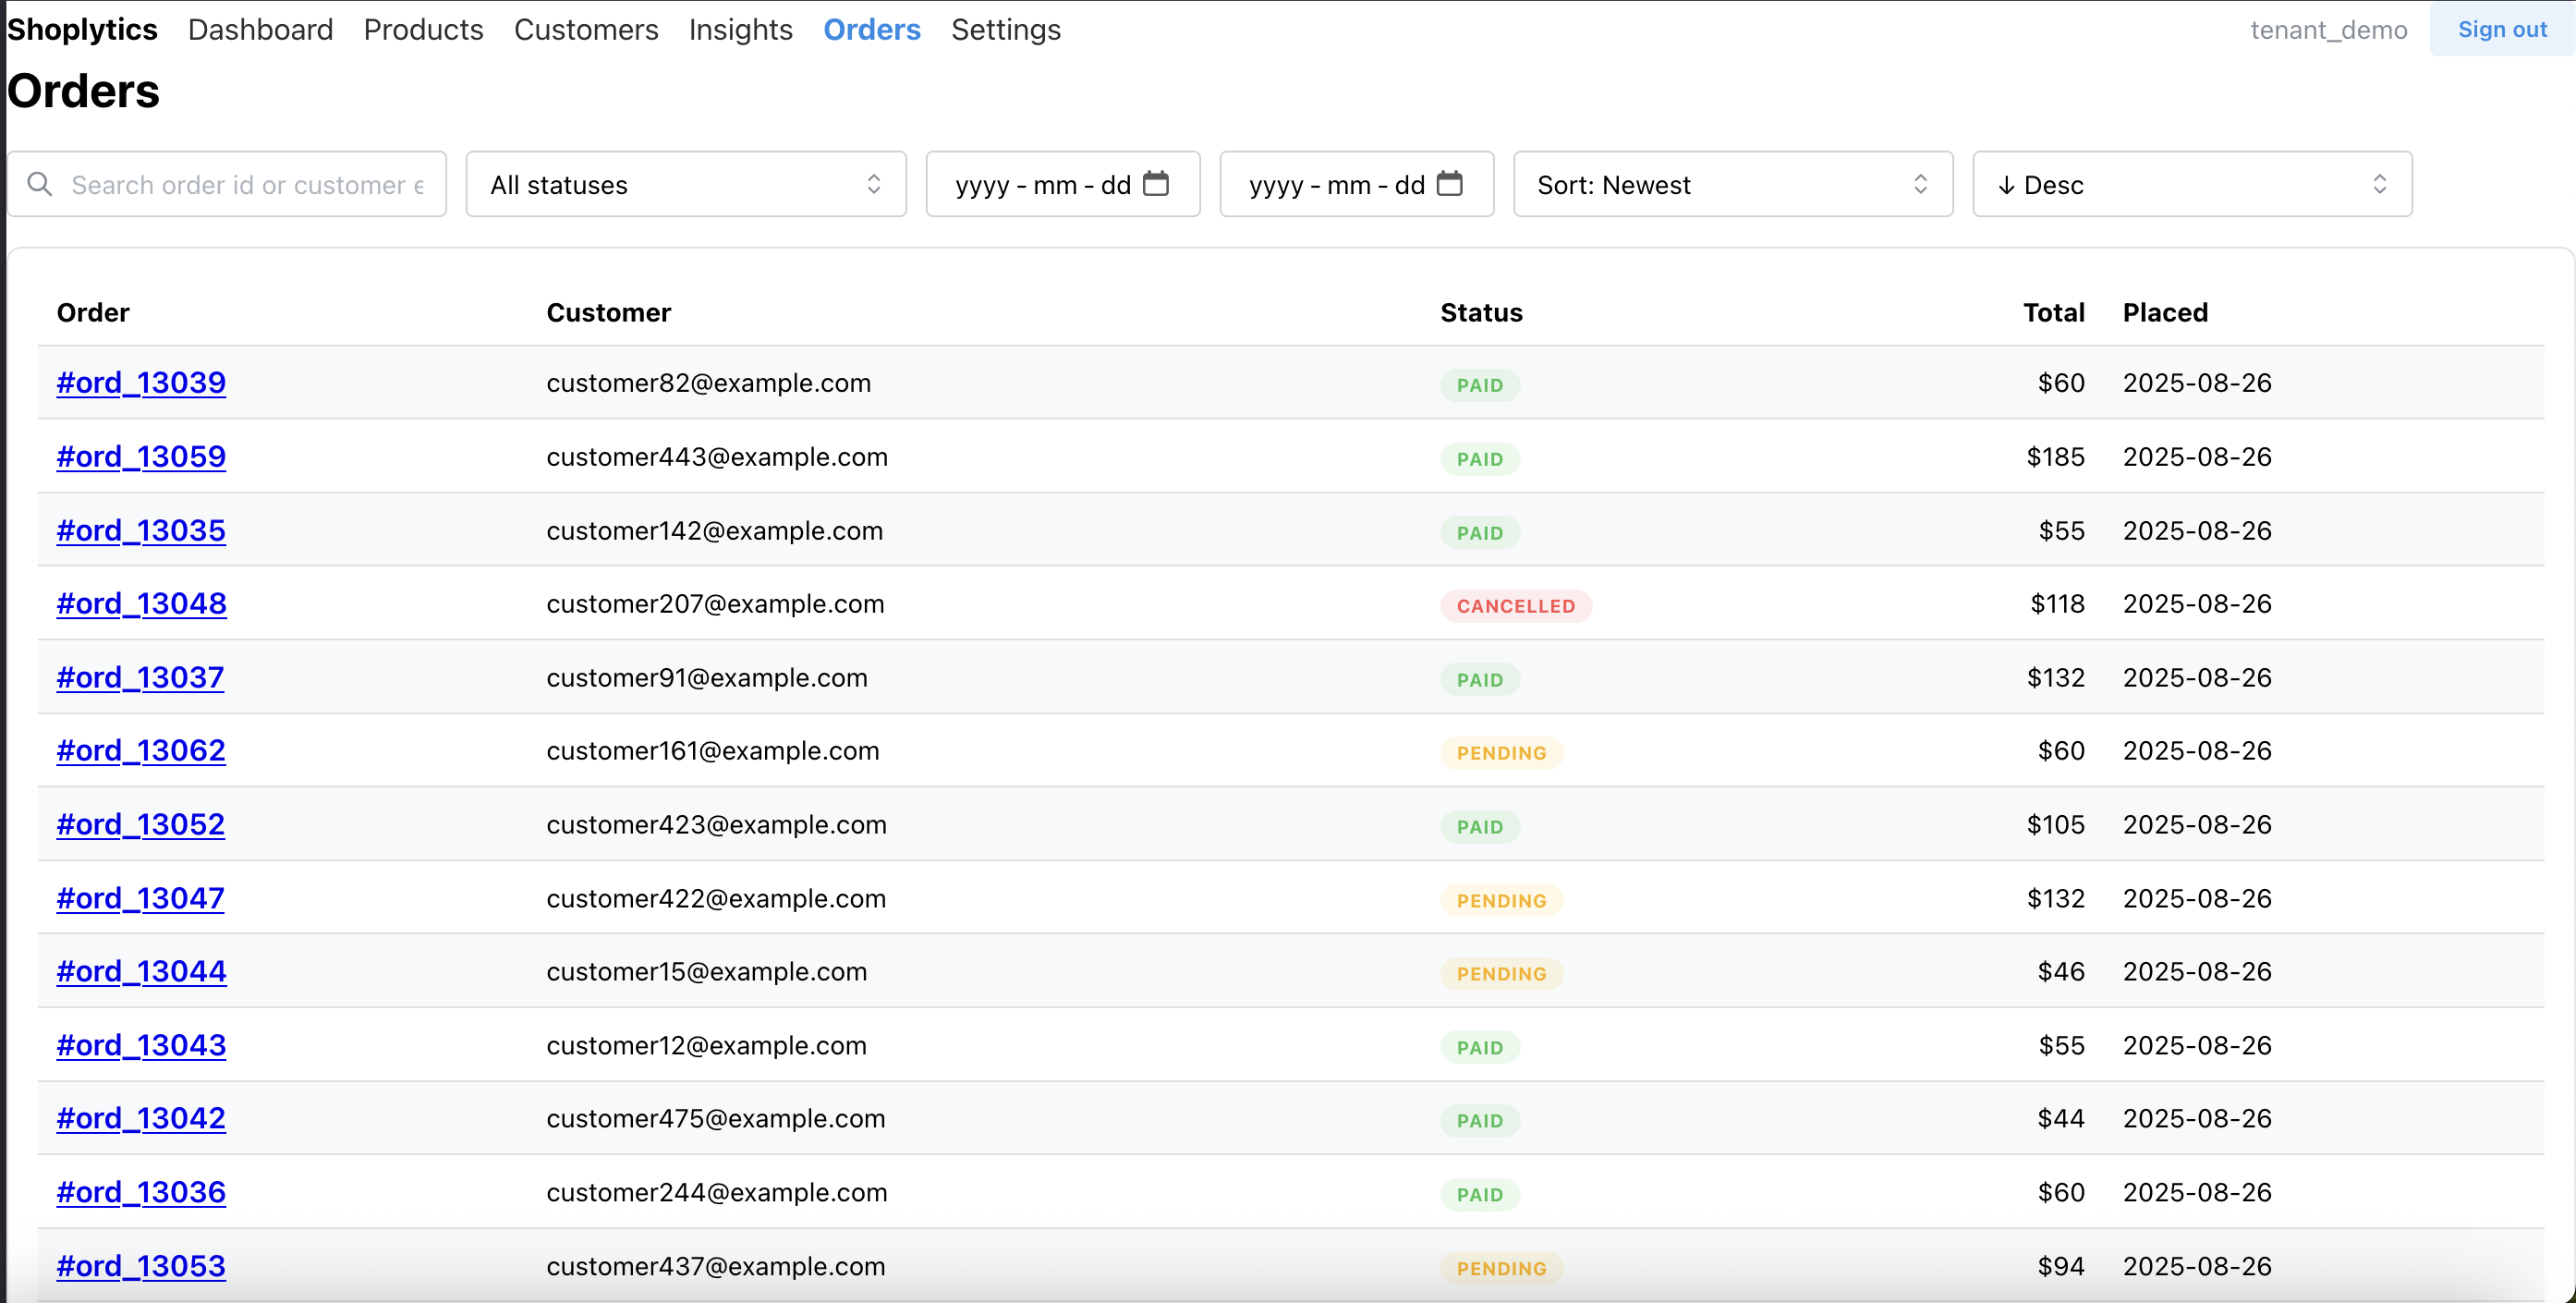 Shoplytics Dashboard Products Customers Insights Orders Settings tenant_demo Sign out
Orders
Search order id or customer e All statuses yyyy - mm - dd yyyy - mm - dd Sort: Newest ↓ Desc
Order Customer Status Total Placed
#ord_13039 customer82@example.com PAID $60 2025-08-26
#ord_13059 customer443@example.com PAID $185 2025-08-26
#ord_13035 customer142@example.com PAID $55 2025-08-26
#ord_13048 customer207@example.com CANCELLED $118 2025-08-26
#ord_13037 customer91@example.com PAID $132 2025-08-26
#ord_13062 customer161@example.com PENDING $60 2025-08-26
#ord_13052 customer423@example.com PAID $105 2025-08-26
#ord_13047 customer422@example.com PENDING $132 2025-08-26
#ord_13044 customer15@example.com PENDING $46 2025-08-26
#ord_13043 customer12@example.com PAID $55 2025-08-26
#ord_13042 customer475@example.com PAID $44 2025-08-26
#ord_13036 customer244@example.com PAID $60 2025-08-26
#ord_13053 customer437@example.com PENDING $94 2025-08-26